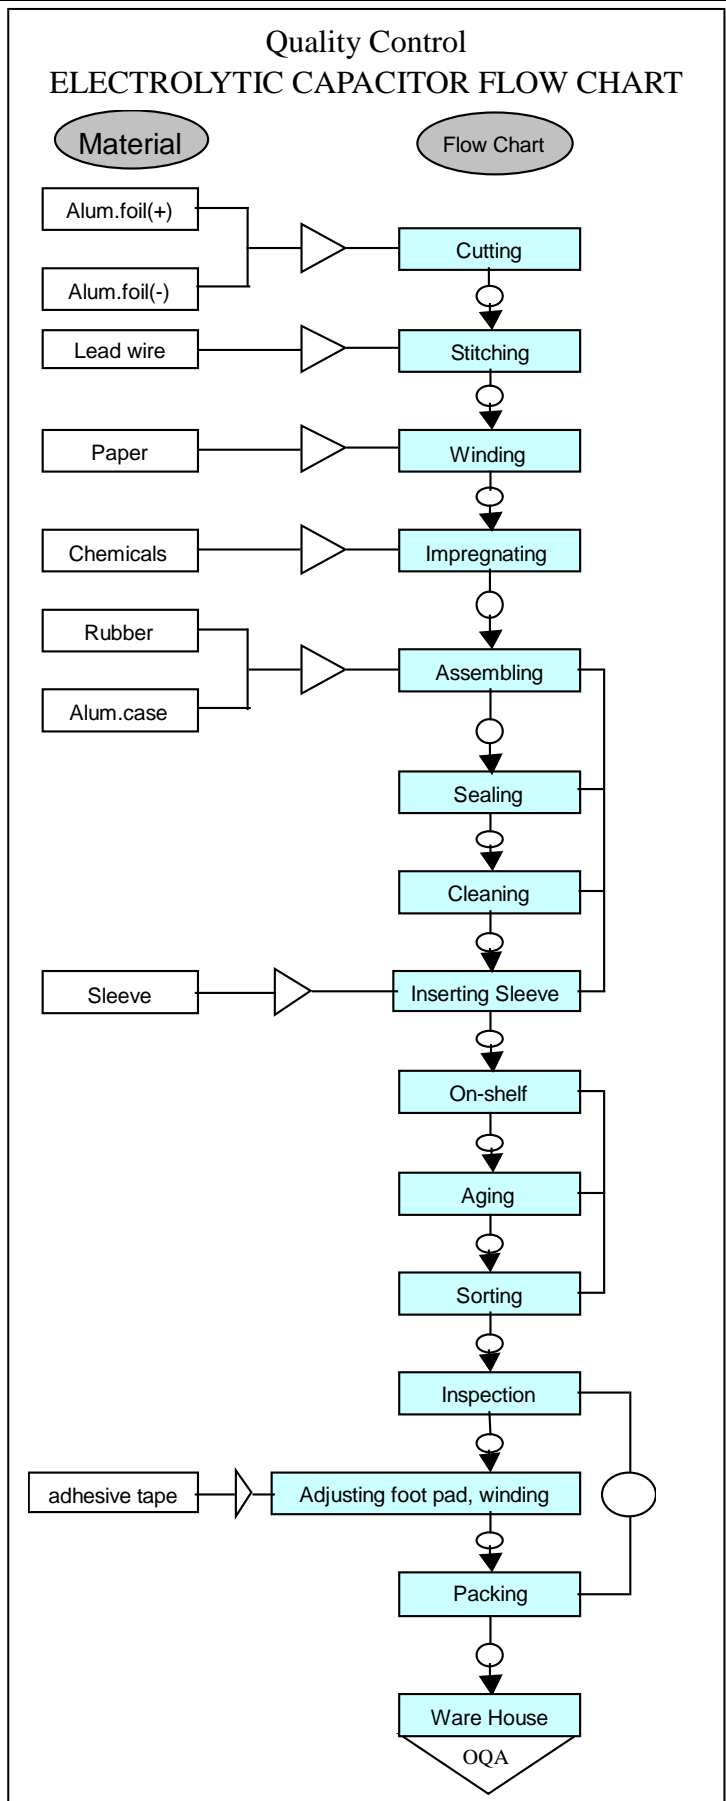 Quality Control
ELECTROLYTIC CAPACITOR FLOW CHART
Material
Flow Chart
Alum.foil(+)
Cutting
Alum.foil(-)
Lead wire
Stitching
Paper
Winding
Chemicals
Impregnating
Rubber
Assembling
Alum.case
Sealing
Cleaning
Sleeve
Inserting Sleeve
On-shelf
Aging
Sorting
Inspection
adhesive tape
Adjusting foot pad, winding
Packing
Ware House
OQA